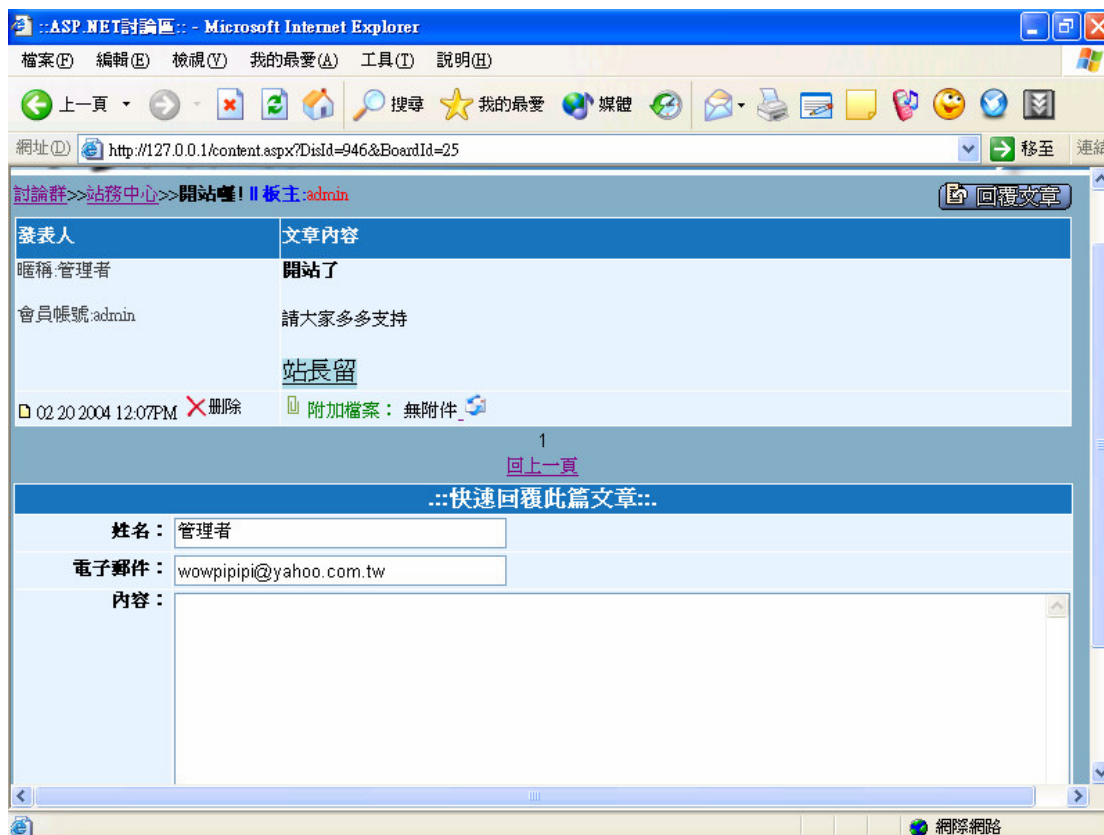 ::ASP.NET討論區:: - Microsoft Internet Explorer
檔案(F) 編輯(E) 檢視(V) 我的最愛(A) 工具(T) 說明(H)
上一頁 搜尋 我的最愛 媒體
網址(D) http://127.0.0.1/content.aspx?DisId=946&BoardId=25 移至 連結
討論群>>站務中心>>開站囉! ll 板主:admin 回覆文章
發表人 文章內容
暱稱:管理者 開站了
會員帳號:admin 請大家多多支持
站長留
02 20 2004 12:07PM 刪除 附加檔案： 無附件
1
回上一頁
.:::快速回覆此篇文章:::.
姓名： 管理者
電子郵件： wowpipipi@yahoo.com.tw
內容：
網際網路